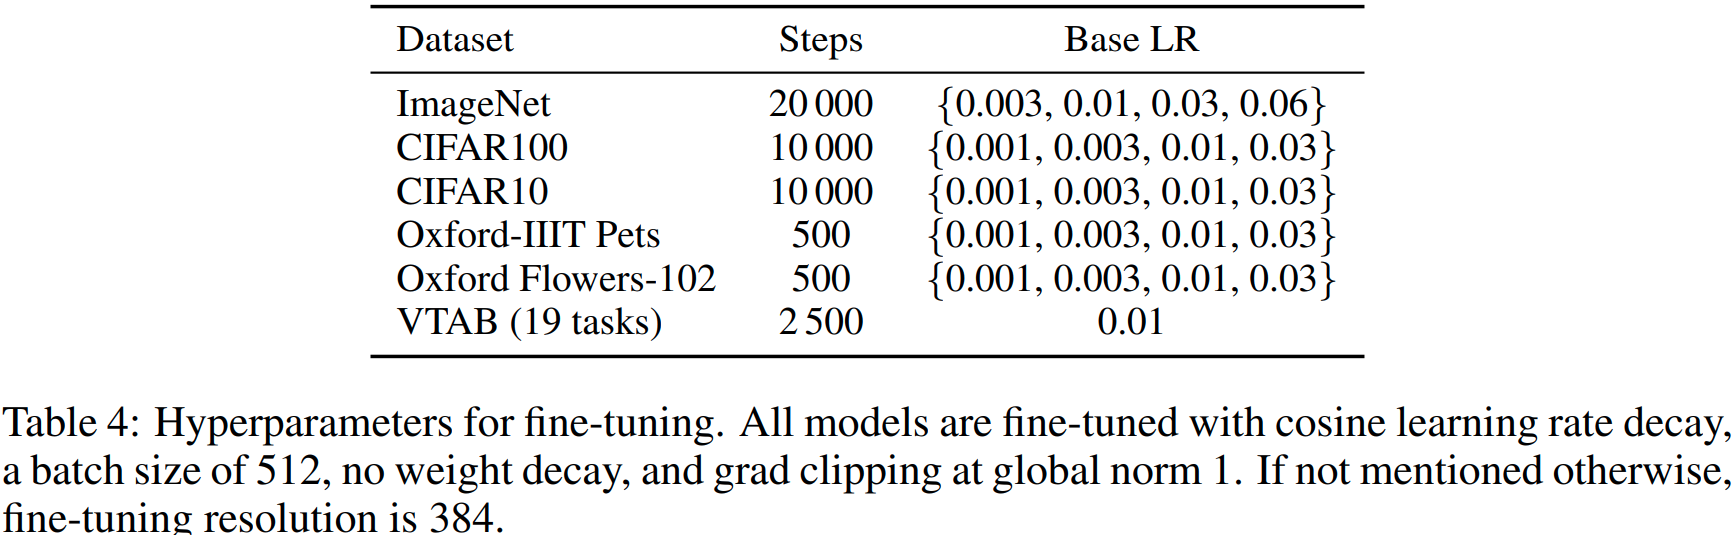 Dataset Steps Base LR
ImageNet 20 000 {0.003, 0.01, 0.03, 0.06}
CIFAR100 10 000 {0.001, 0.003, 0.01, 0.03}
CIFAR10 10 000 {0.001, 0.003, 0.01, 0.03}
Oxford-IIIT Pets 500 {0.001, 0.003, 0.01, 0.03}
Oxford Flowers-102 500 {0.001, 0.003, 0.01, 0.03}
VTAB (19 tasks) 2 500 0.01
Table 4: Hyperparameters for fine-tuning. All models are fine-tuned with cosine learning rate decay,
a batch size of 512, no weight decay, and grad clipping at global norm 1. If not mentioned otherwise,
fine-tuning resolution is 384.